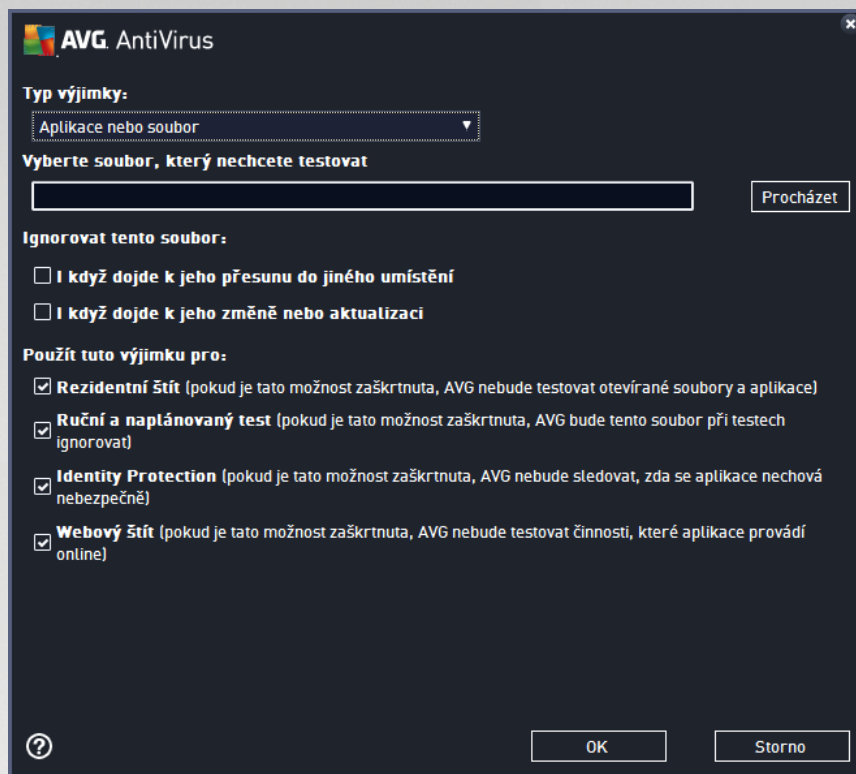 AVG. AntiVirus
Typ výjimky:
Aplikace nebo soubor
Vyberte soubor, který nechcete testovat
Procházet
Ignorovat tento soubor:
I když dojde k jeho přesunu do jiného umístění
I když dojde k jeho změně nebo aktualizaci
Použít tuto výjimku pro:
Rezidentní štít (pokud je tato možnost zaškrtnuta, AVG nebude testovat otevírané soubory a aplikace)
Ruční a naplánovaný test (pokud je tato možnost zaškrtnuta, AVG bude tento soubor při testech
ignorovat)
Identity Protection (pokud je tato možnost zaškrtnuta, AVG nebude sledovat, zda se aplikace nechová
nebezpečně)
Webový štít (pokud je tato možnost zaškrtnuta, AVG nebude testovat činnosti, které aplikace provádí
online)
?
OK
Storno